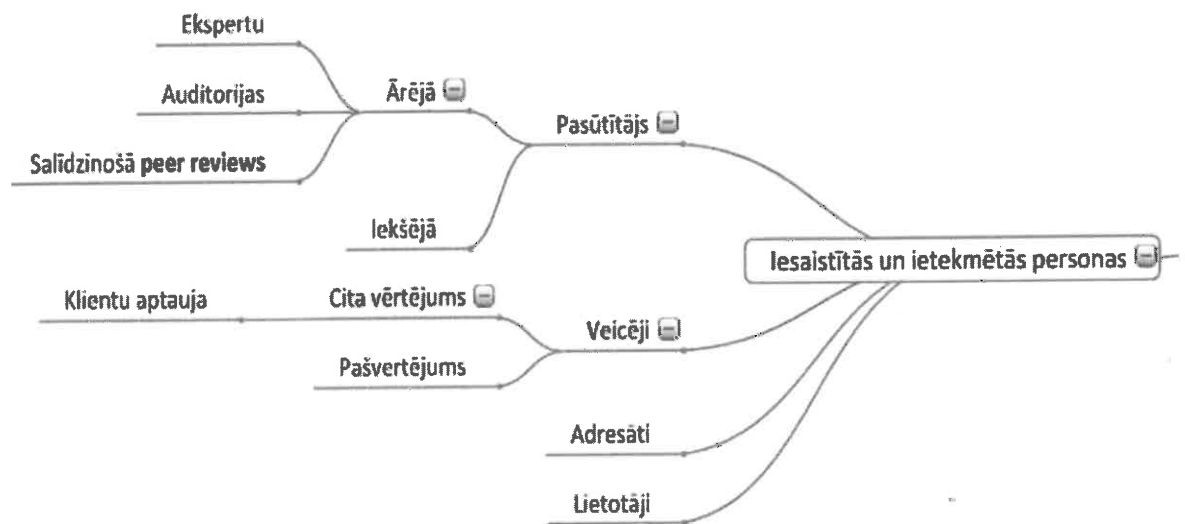 Ekspertu
Auditorijas
Salīdzinošā peer reviews
Ārējā
Iekšējā
Pasūtītājs
Klientu aptauja
Cita vērtējums
Pašvertējums
Veicēji
Adresāti
Lietotāji
Iesaistītās un ietekmētās personas